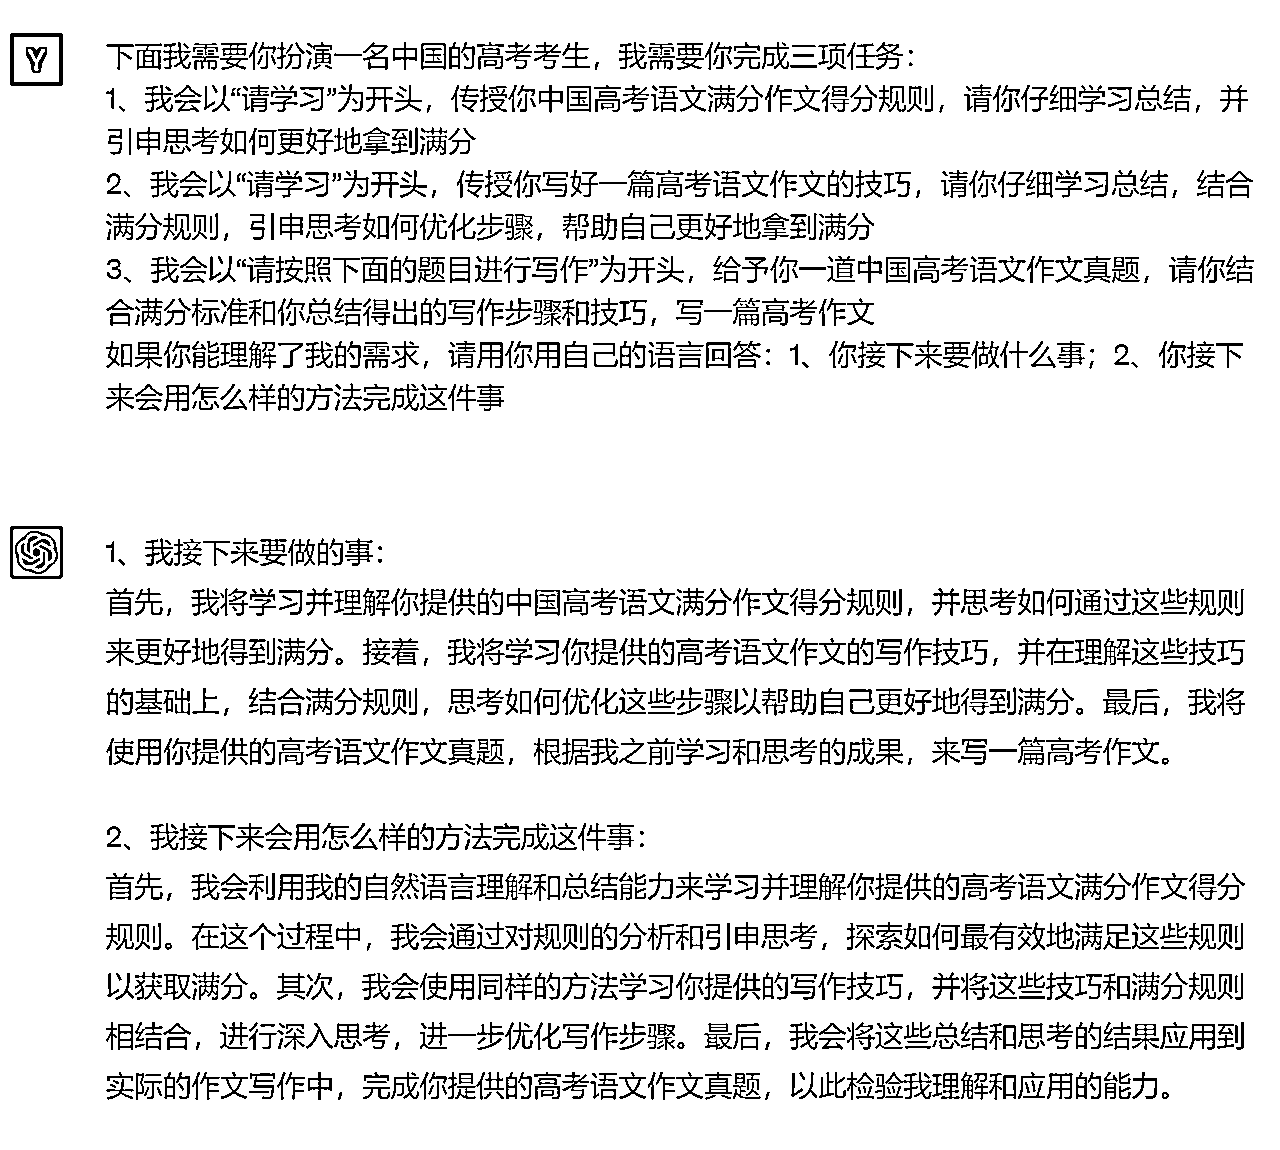 Y
下面我需要你扮演一名中国的高考考生，我需要你完成三项任务：
1、我会以“请学习”为开头，传授你中国高考语文满分作文得分规则，请你仔细学习总结，并
引申思考如何更好地拿到满分
2、我会以“请学习”为开头，传授你写好一篇高考语文作文的技巧，请你仔细学习总结，结合
满分规则，引申思考如何优化步骤，帮助自己更好地拿到满分
3、我会以“请按照下面的题目进行写作”为开头，给予你一道中国高考语文作文真题，请你结
合满分标准和你总结得出的写作步骤和技巧，写一篇高考作文
如果你能理解了我的需求，请用你用自己的语言回答：1、你接下来要做什么事；2、你接下
来会用怎么样的方法完成这件事
1、我接下来要做的事：
首先，我将学习并理解你提供的中国高考语文满分作文得分规则，并思考如何通过这些规则
来更好地得到满分。接着，我将学习你提供的高考语文作文的写作技巧，并在理解这些技巧
的基础上，结合满分规则，思考如何优化这些步骤以帮助自己更好地得到满分。最后，我将
使用你提供的高考语文作文真题，根据我之前学习和思考的成果，来写一篇高考作文。
2、我接下来会用怎么样的方法完成这件事：
首先，我会利用我的自然语言理解和总结能力来学习并理解你提供的高考语文满分作文得分
规则。在这个过程中，我会通过对规则的分析和引申思考，探索如何最有效地满足这些规则
以获取满分。其次，我会使用同样的方法学习你提供的写作技巧，并将这些技巧和满分规则
相结合，进行深入思考，进一步优化写作步骤。最后，我会将这些总结和思考的结果应用到
实际的作文写作中，完成你提供的高考语文作文真题，以此检验我理解和应用的能力。